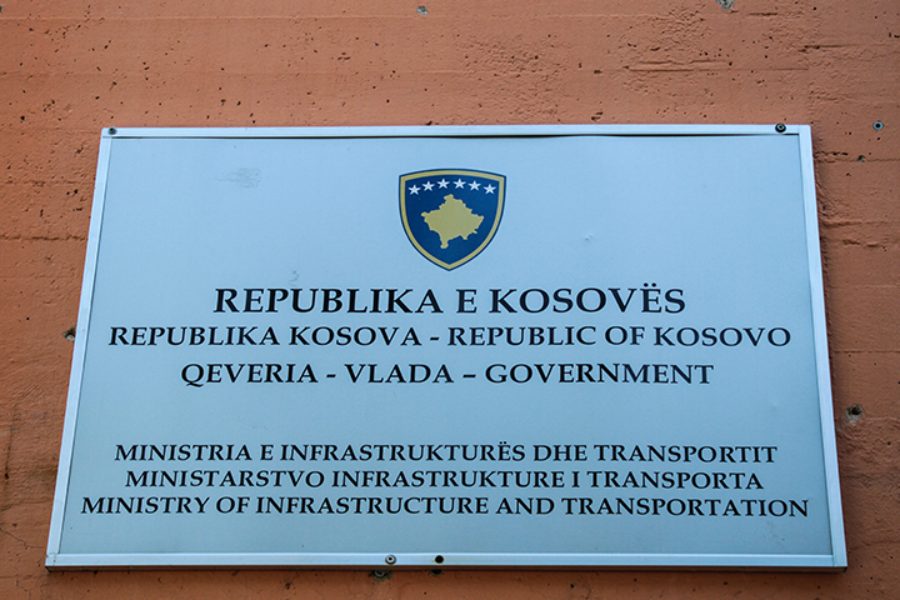 REPUBLIKA E KOSOVËS
REPUBLIKA KOSOVA - REPUBLIC OF KOSOVO
QEVERIA - VLADA – GOVERNMENT
MINISTRIA E INFRASTRUKTURËS DHE TRANSPORTIT
MINISTARSTVO INFRASTRUKTURE I TRANSPORTA
MINISTRY OF INFRASTRUCTURE AND TRANSPORTATION